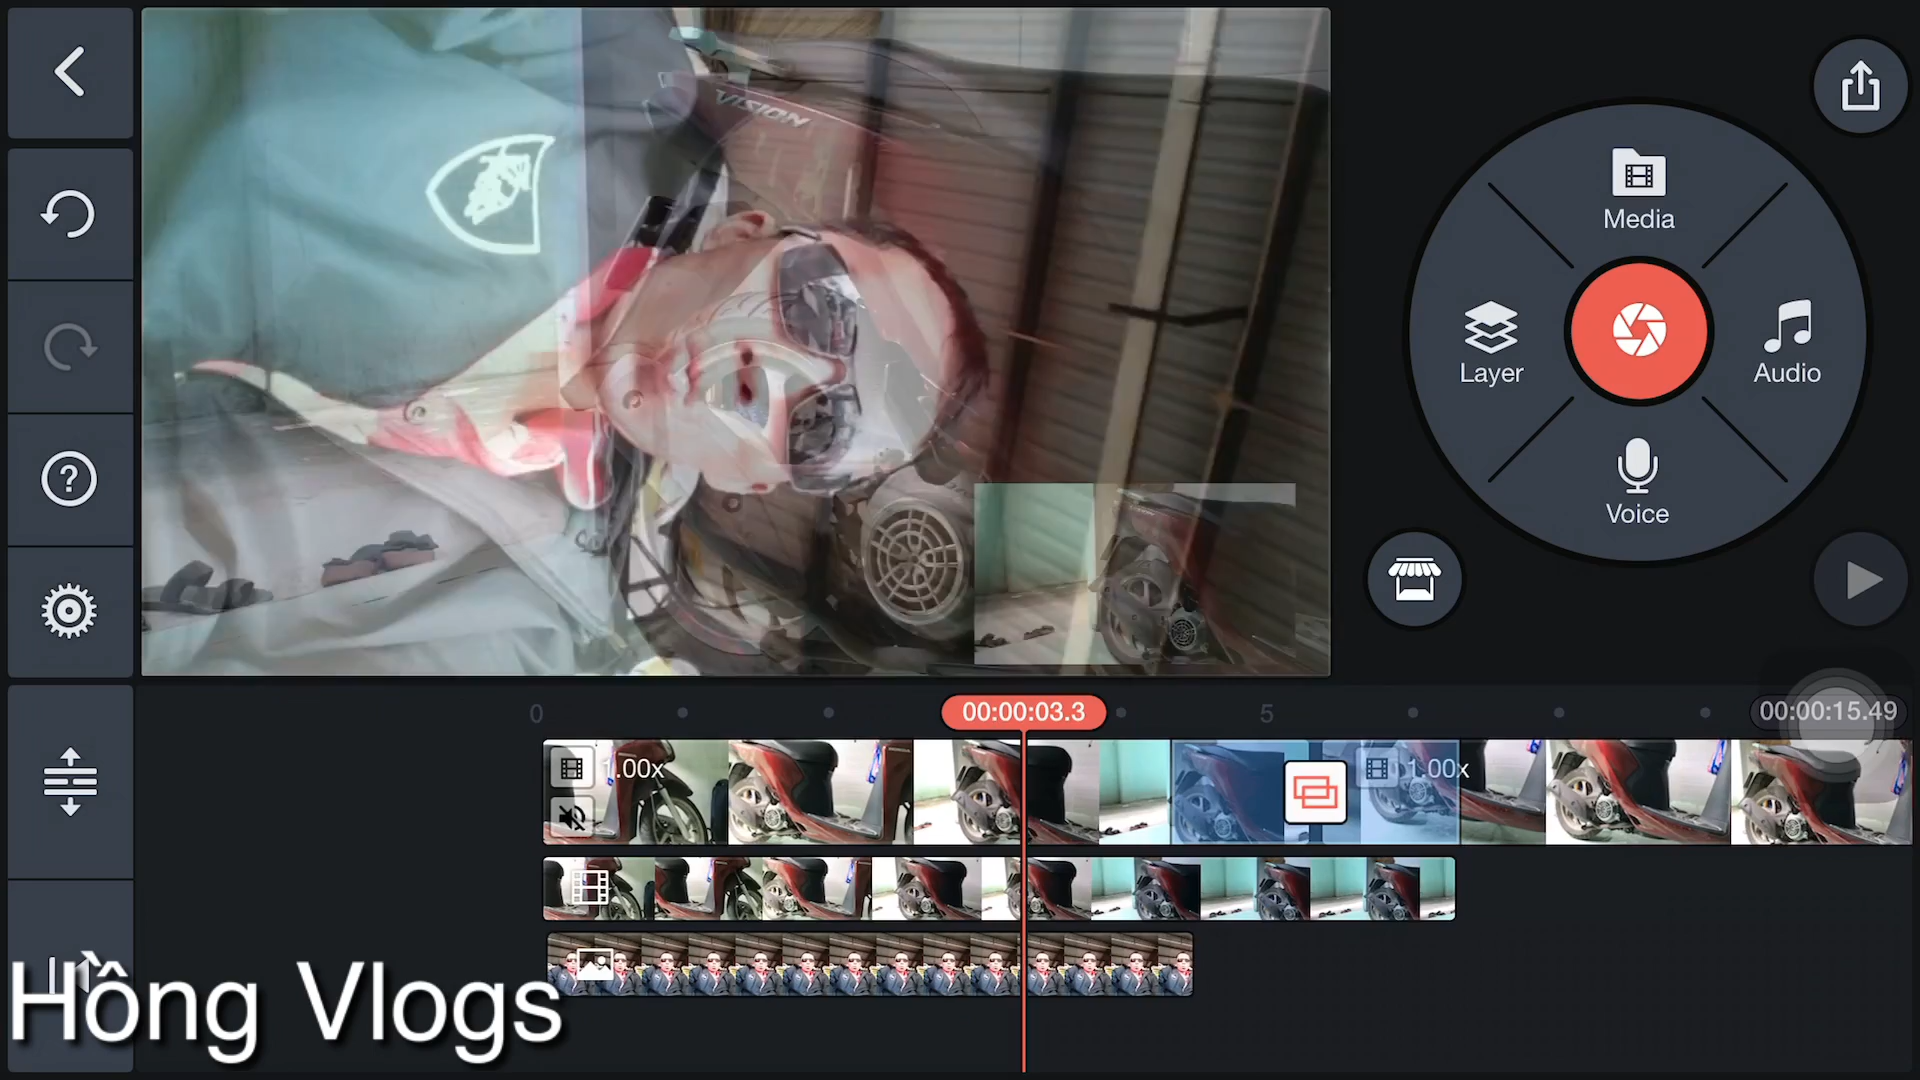 VISION
Media
Layer
Audio
Voice
0
00:00:03.3
5
00:00:15.49
1.00x
1.00x
Hồng Vlogs